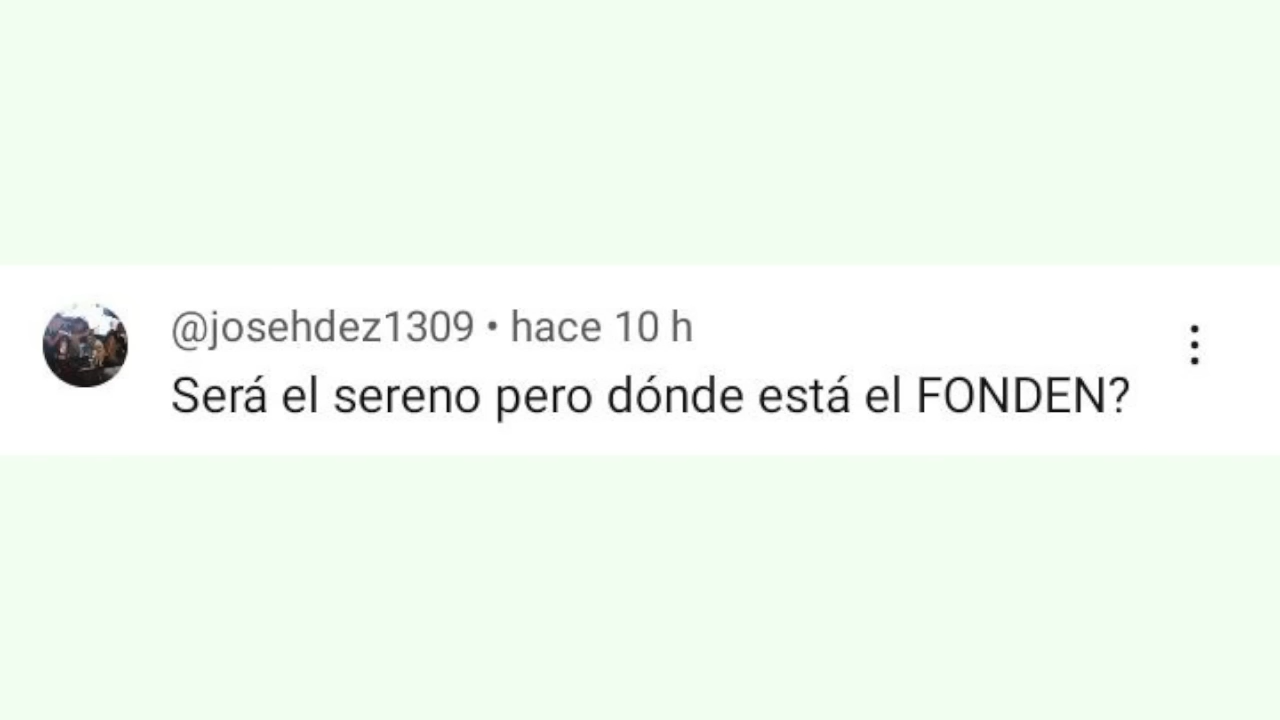 @josehdez1309 • hace 10 h
Será el sereno pero dónde está el FONDEN?